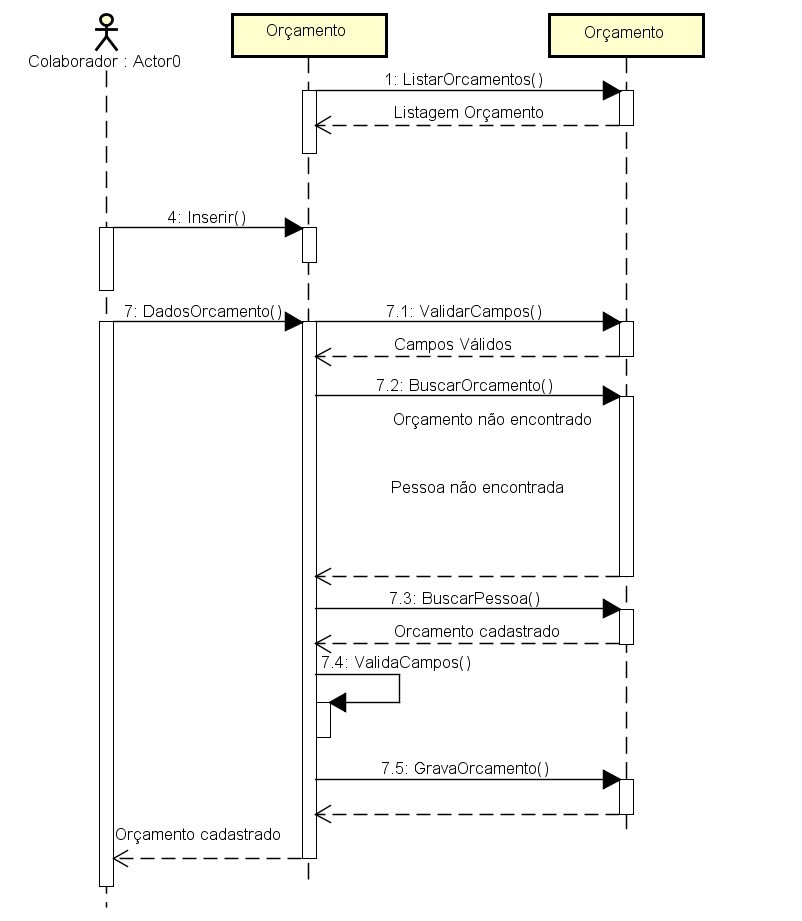 Colaborador : Actor0
Orçamento
Orçamento
1: ListarOrcamentos()
Listagem Orçamento
4: Inserir()
7: DadosOrcamento()
7.1: ValidarCampos()
Campos Válidos
7.2: BuscarOrcamento()
Orçamento não encontrado
Pessoa não encontrada
7.3: BuscarPessoa()
Orcamento cadastrado
7.4: ValidaCampos()
7.5: GravaOrcamento()
Orçamento cadastrado